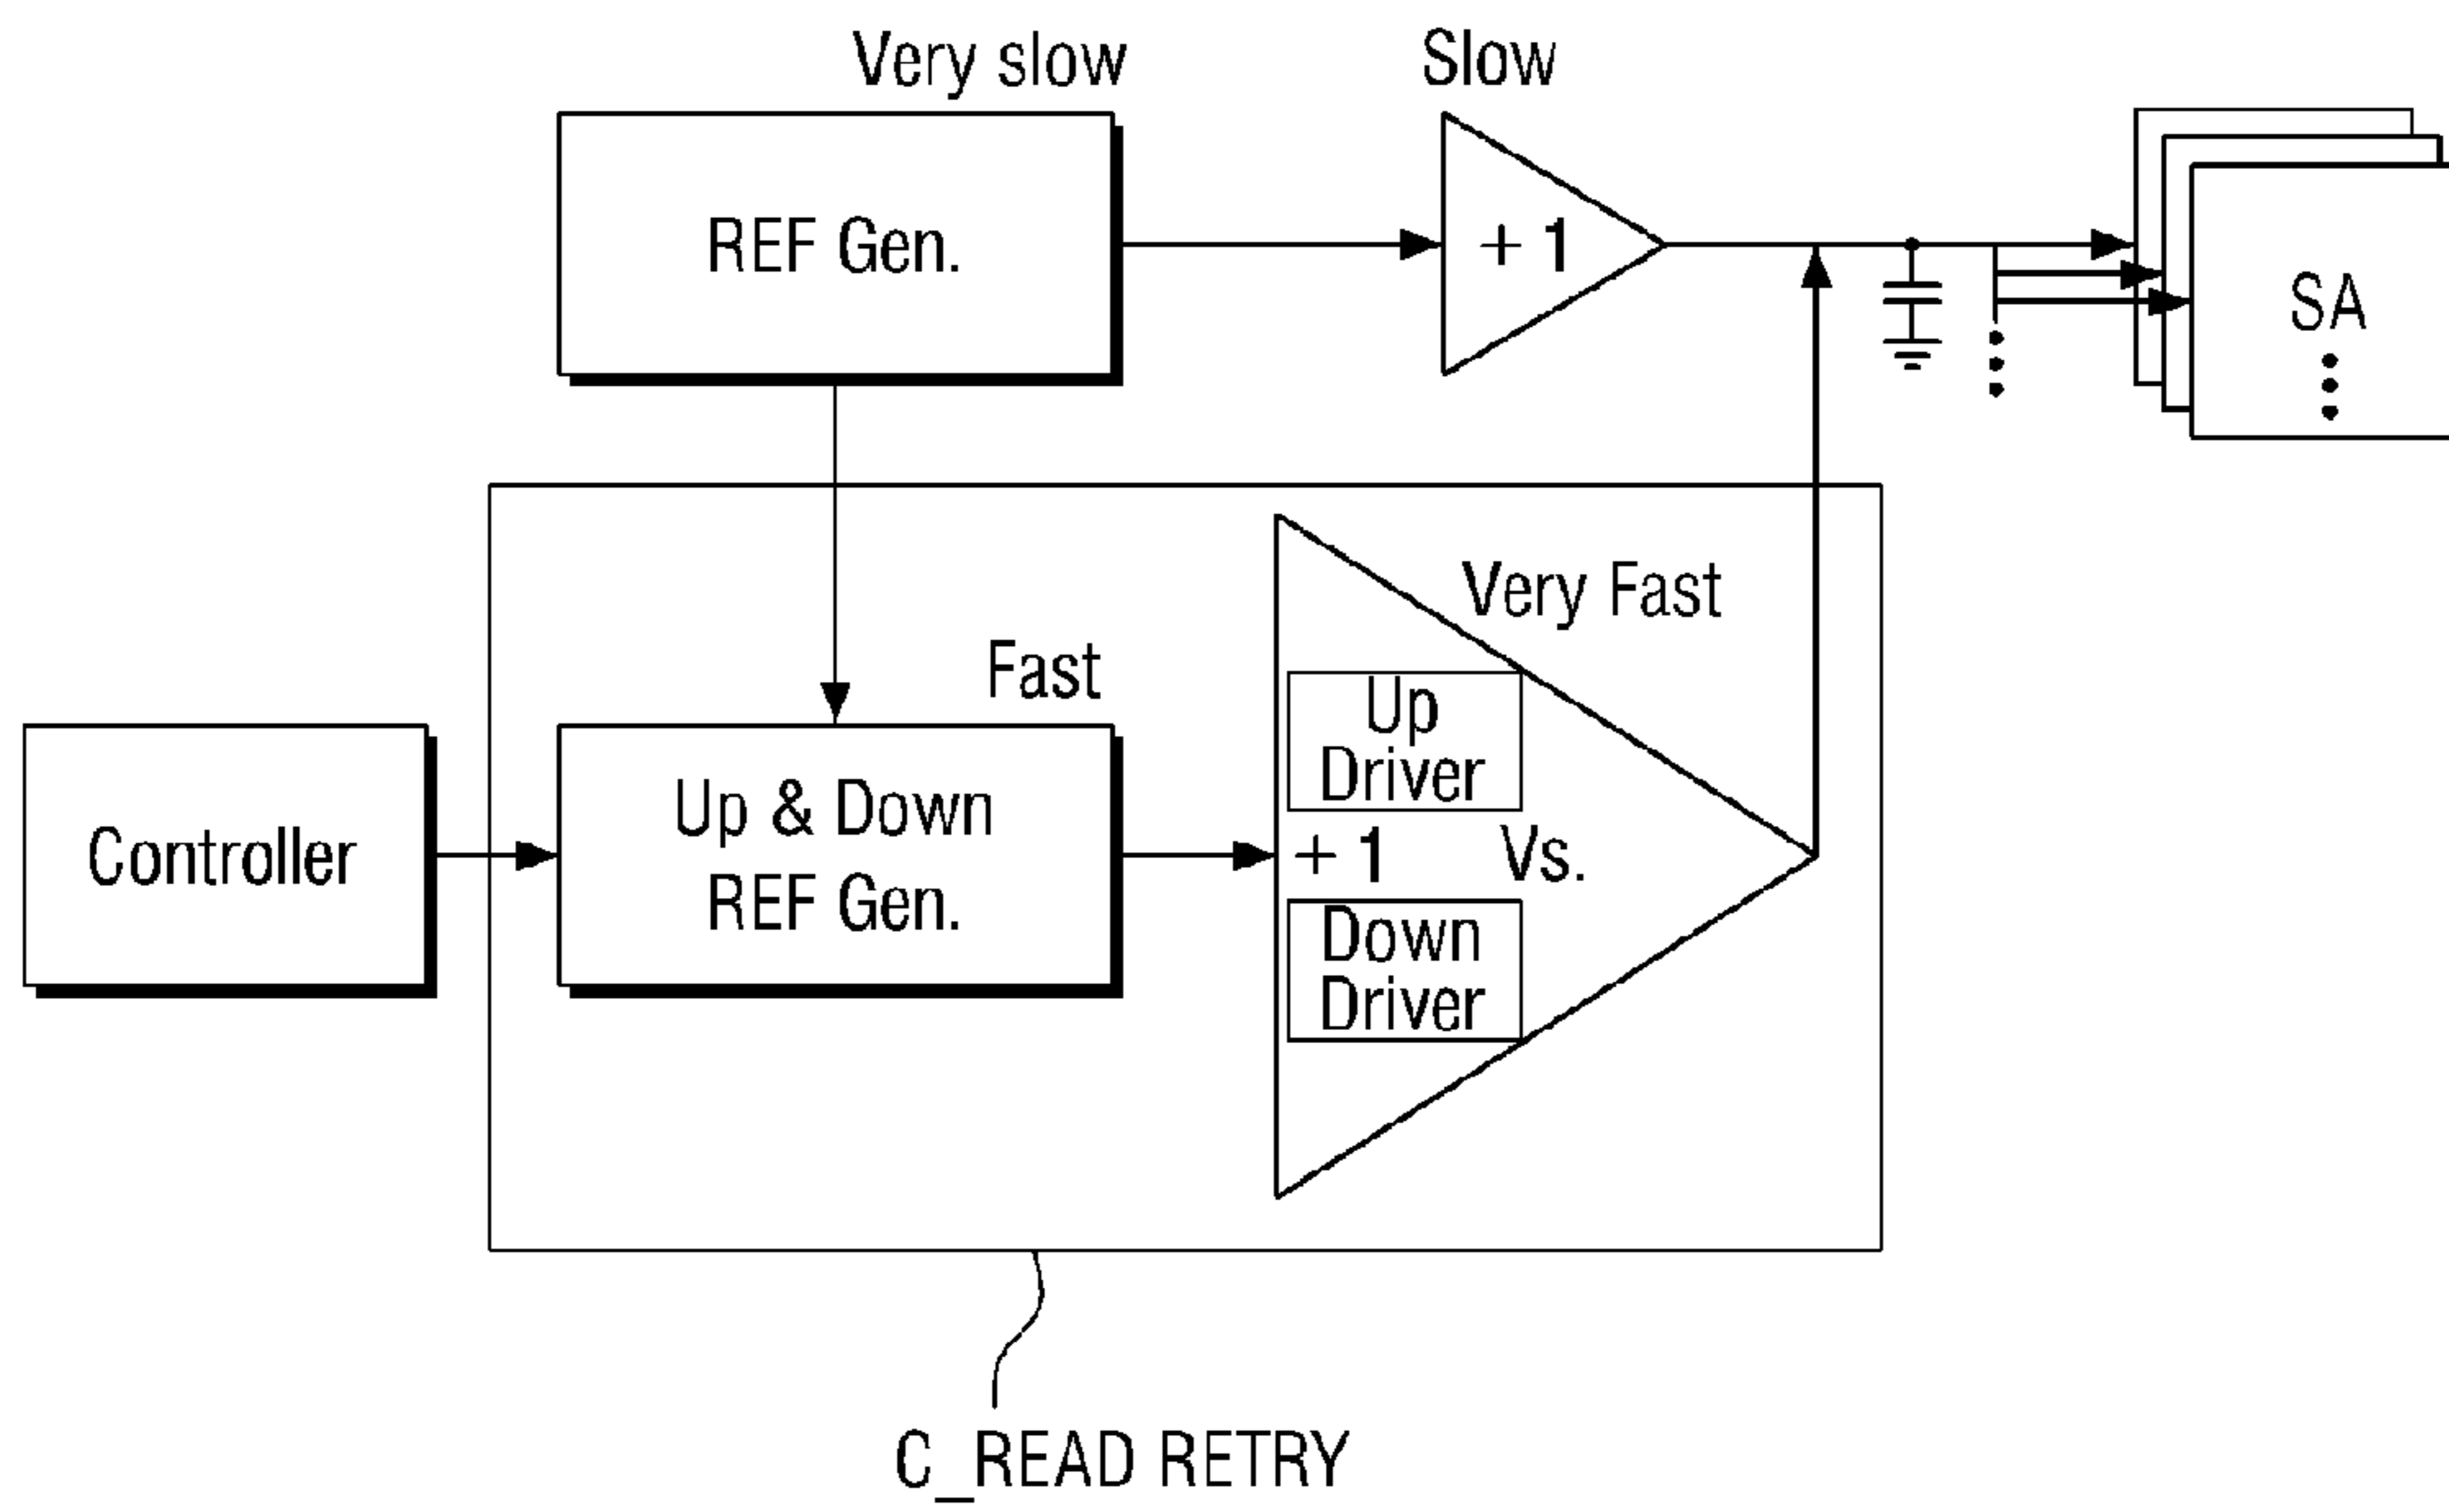 Very slow
Slow
REF Gen.
+ 1
SA
Fast
Very Fast
Controller
Up & Down
REF Gen.
Up
Driver
+ 1 Vs.
Down
Driver
C_READ RETRY